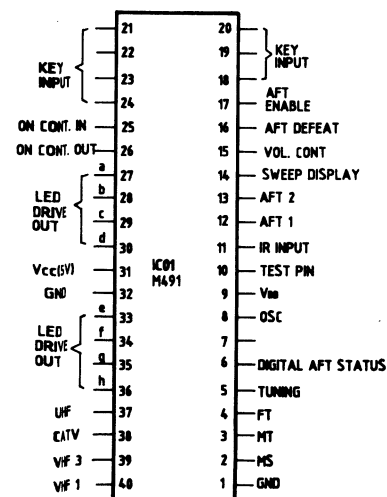 21 20
KEY INPUT 22 19 KEY INPUT
23 18
24 17 AFT ENABLE
ON CONT. IN 25 16 AFT DEFEAT
ON CONT. OUT 26 15 VOL. CONT
a 27 14 SWEEP DISPLAY
LED DRIVE OUT b 28 13 AFT 2
c 29 12 AFT 1
d 30 11 IR INPUT
IC01
M491
Vcc(5V) 31 10 TEST PIN
GND 32 9
e 33 8 OSC
LED DRIVE OUT f 34 7
g 35 6 DIGITAL AFT STATUS
h 36 5 TUNING
UHF 37 4 FT
CATV 38 3 MT
VHF 3 39 2 MS
VHF 1 40 1 GND